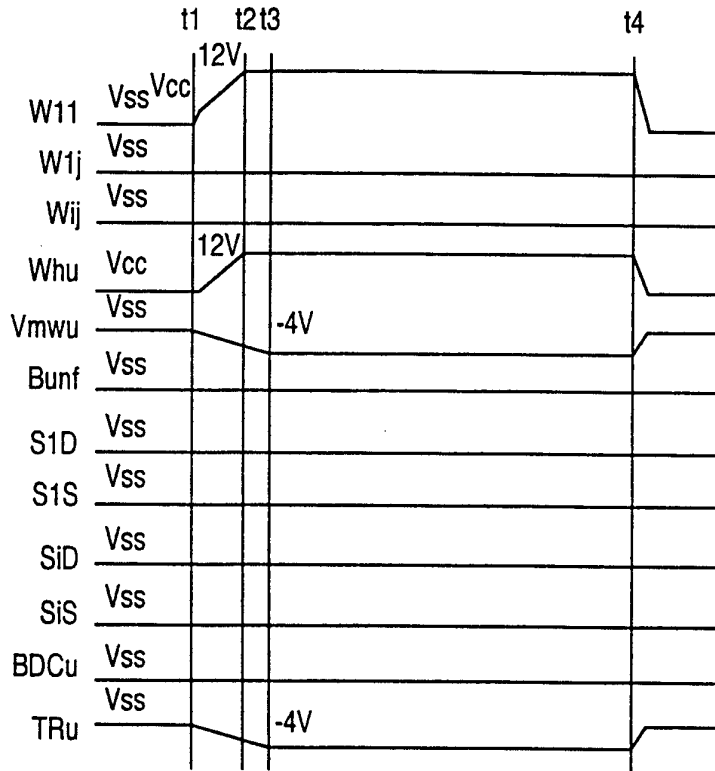 t1 t2 t3 t4
12V
W11 Vss Vcc
W1j Vss
Wij Vss
12V
Whu Vcc
Vmwu Vss -4V
Bunf Vss
S1D Vss
S1S Vss
SiD Vss
SiS Vss
BDCu Vss
TRu Vss -4V